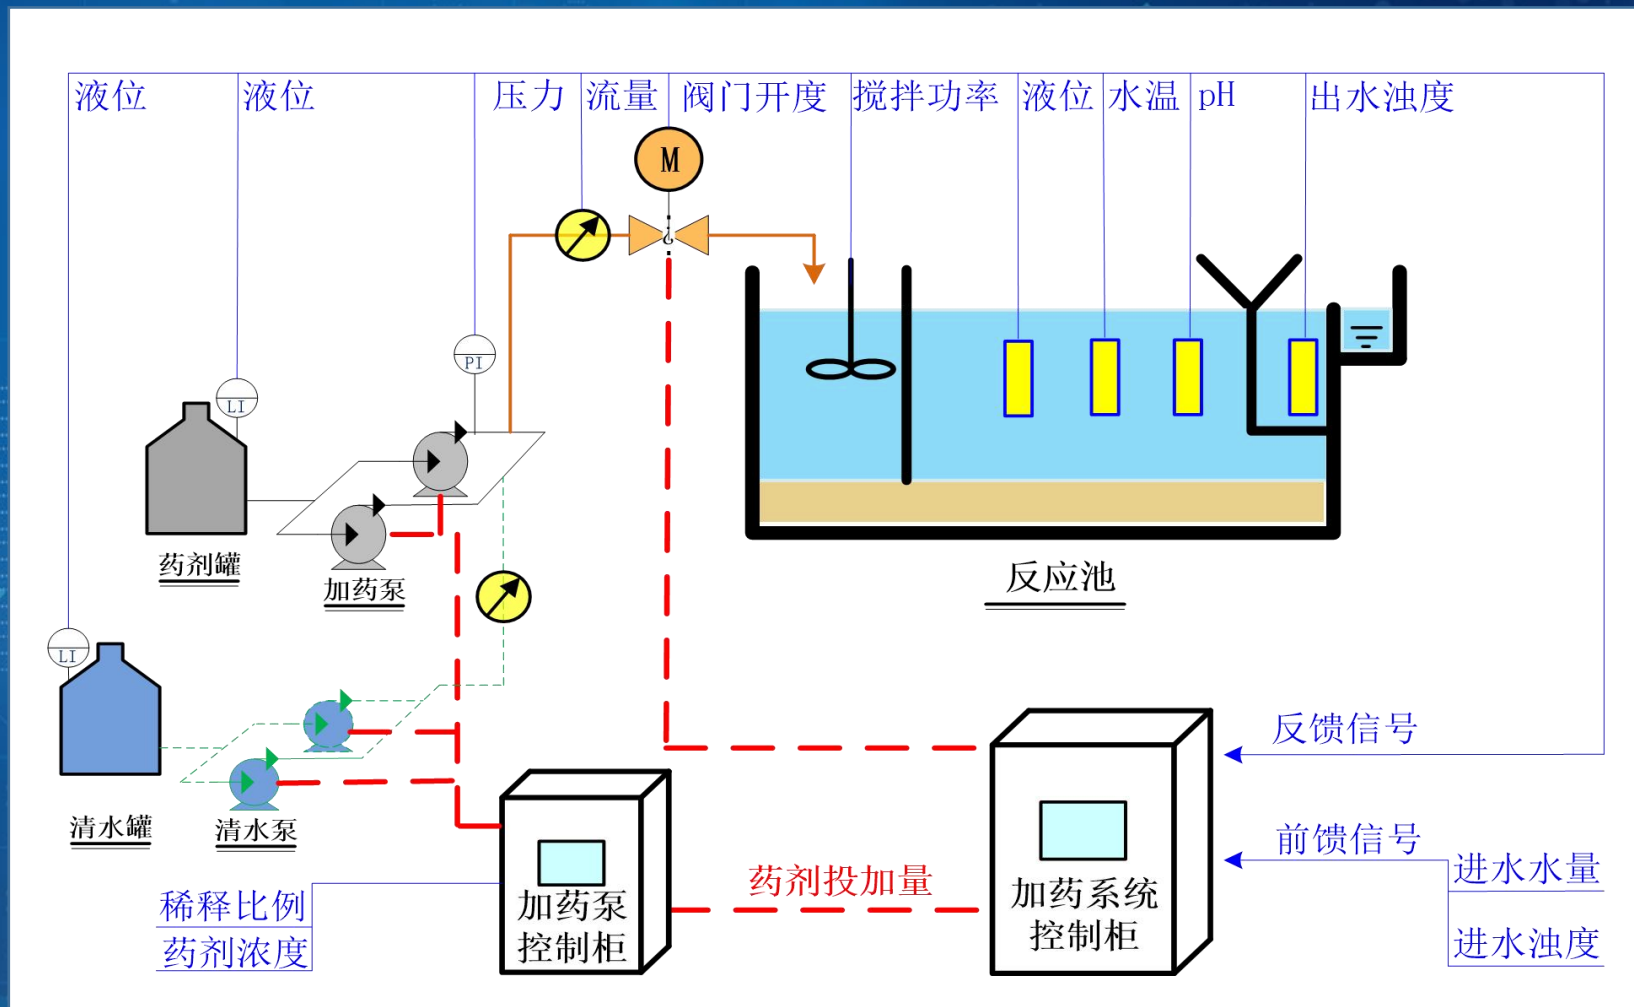 液位
液位
压力
流量
阀门开度
搅拌功率
液位
水温
pH
出水浊度
M
PI
LI
药剂罐
加药泵
反应池
LI
清水罐
清水泵
反馈信号
前馈信号
进水水量
进水浊度
药剂投加量
加药系统
控制柜
加药泵
控制柜
稀释比例
药剂浓度